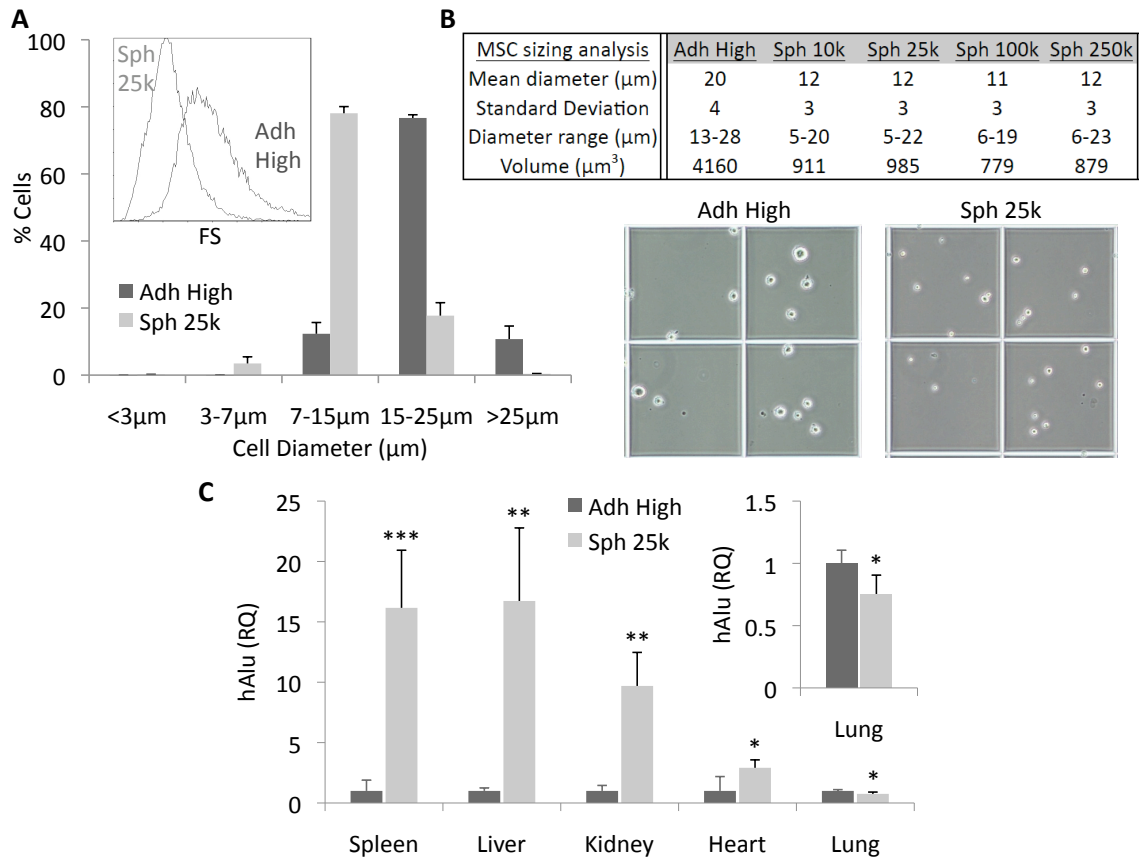 A
100
80
60
40
20
0
% Cells
Sph
25k
Adh
High
FS
Adh High
Sph 25k
<3µm
3-7µm
7-15µm
15-25µm
>25µm
Cell Diameter (µm)
B
MSC sizing analysis Adh High Sph 10k Sph 25k Sph 100k Sph 250k
Mean diameter (µm) 20 12 12 11 12
Standard Deviation 4 3 3 3 3
Diameter range (µm) 13-28 5-20 5-22 6-19 6-23
Volume (µm³) 4160 911 985 779 879
Adh High
Sph 25k
C
25
20
15
10
5
0
hAlu (RQ)
***
**
**
*
*
Adh High
Sph 25k
Spleen
Liver
Kidney
Heart
Lung
1.5
1
0.5
0
hAlu (RQ)
*
Lung